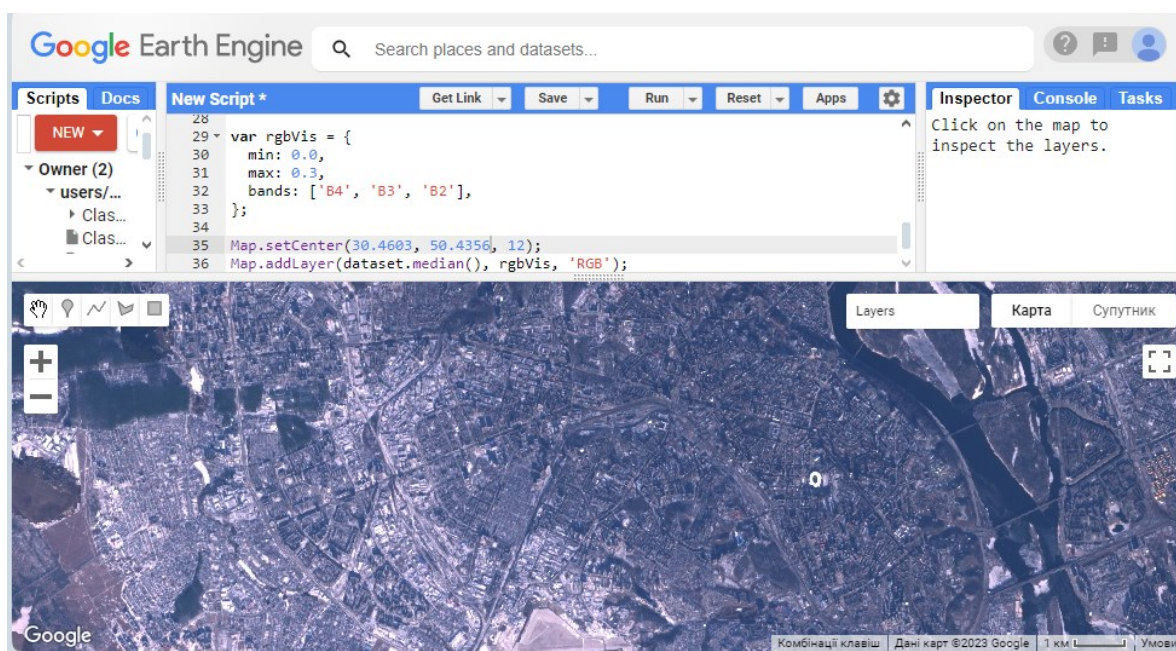 Google Earth Engine
Search places and datasets...
Scripts Docs
New Script *
Get Link Save Run Reset Apps
Inspector Console Tasks
NEW
Owner (2)
users/...
Clas...
Clas...
28
29 var rgbVis = {
30 min: 0.0,
31 max: 0.3,
32 bands: ['B4', 'B3', 'B2'],
33 };
34
35 Map.setCenter(30.4603, 50.4356, 12);
36 Map.addLayer(dataset.median(), rgbVis, 'RGB');
Click on the map to
inspect the layers.
Layers
Карта Супутник
Google
Комбінації клавіш Дані карт ©2023 Google 1 км Умови